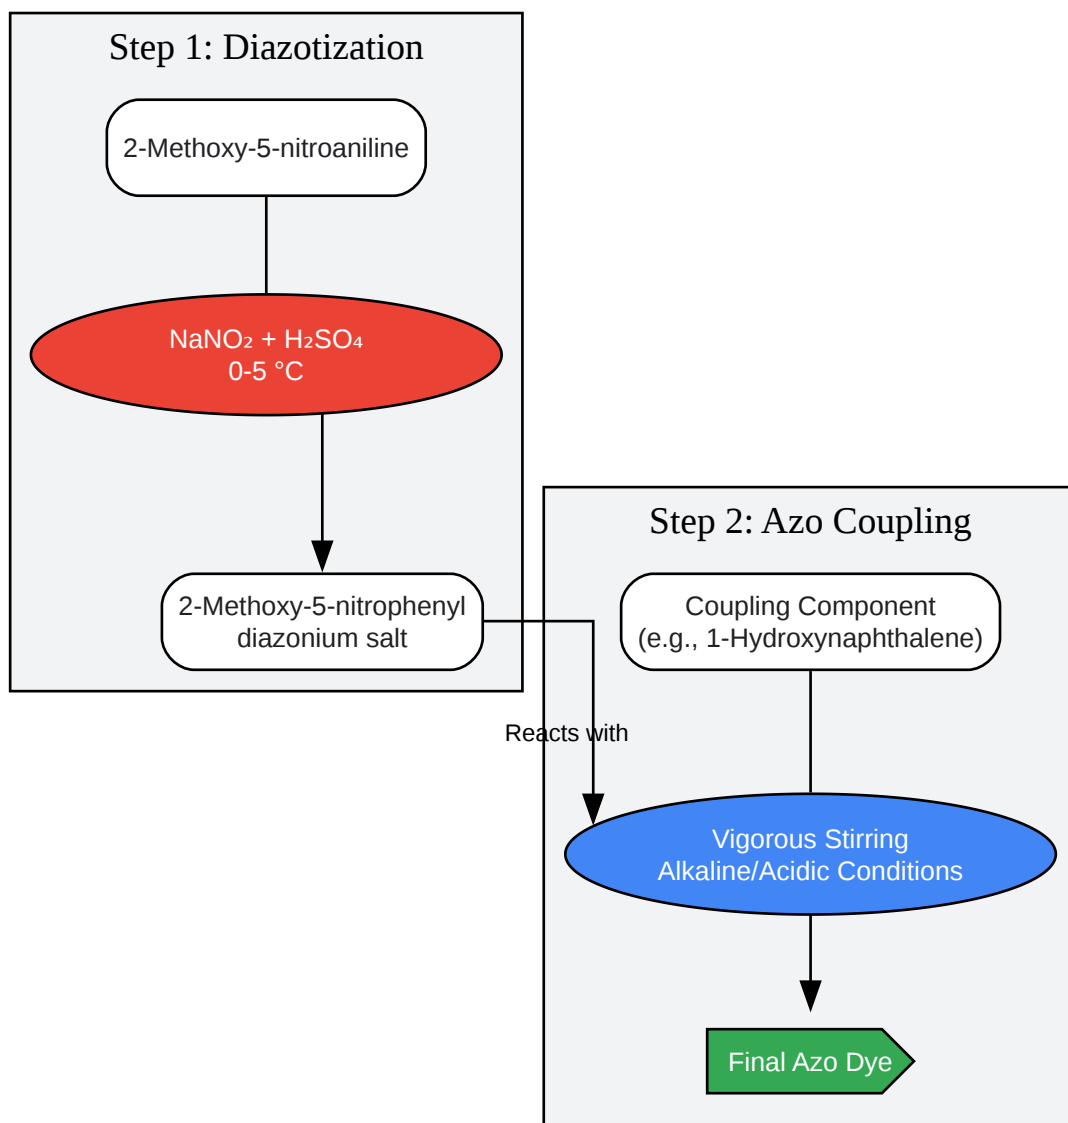 Step 1: Diazotization
2-Methoxy-5-nitroaniline
NaNO₂ + H₂SO₄
0-5 °C
2-Methoxy-5-nitrophenyl
diazonium salt
Reacts with
Step 2: Azo Coupling
Coupling Component
(e.g., 1-Hydroxynaphthalene)
Vigorous Stirring
Alkaline/Acidic Conditions
Final Azo Dye